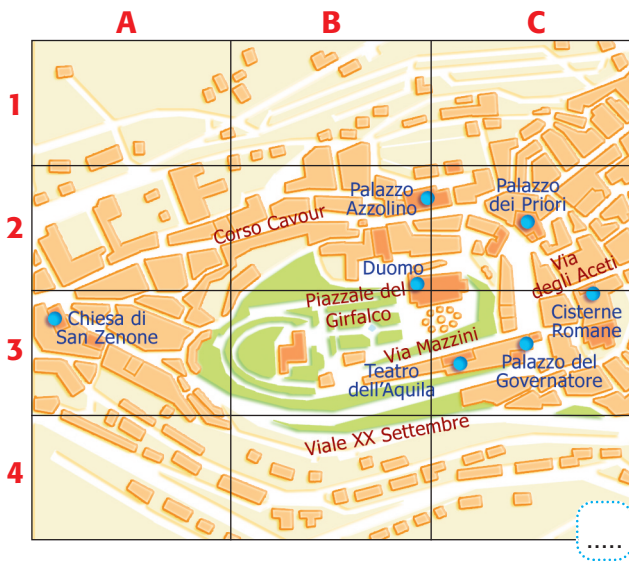 A B C
1
2
3
4
Palazzo
Azzolino
Palazzo
dei Priori
Corso Cavour
Via
degli Aceti
Duomo
Piazzale del
Girfalco
Chiesa di
San Zenone
Cisterne
Romane
Via Mazzini
Teatro
dell'Aquila
Palazzo del
Governatore
Viale XX Settembre
.....